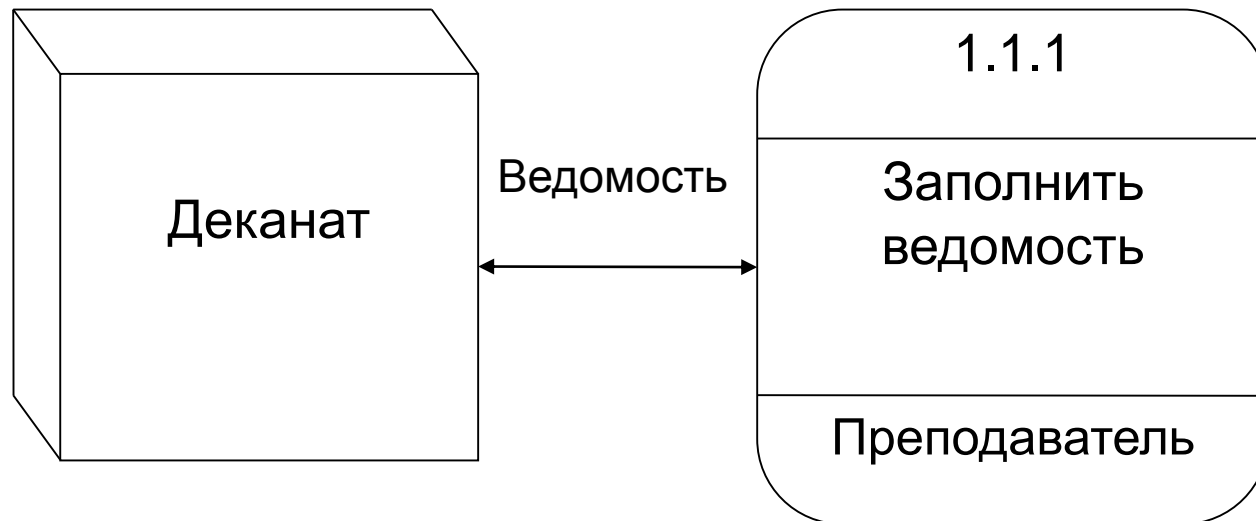 Деканат
Ведомость
1.1.1
Заполнить
ведомость
Преподаватель